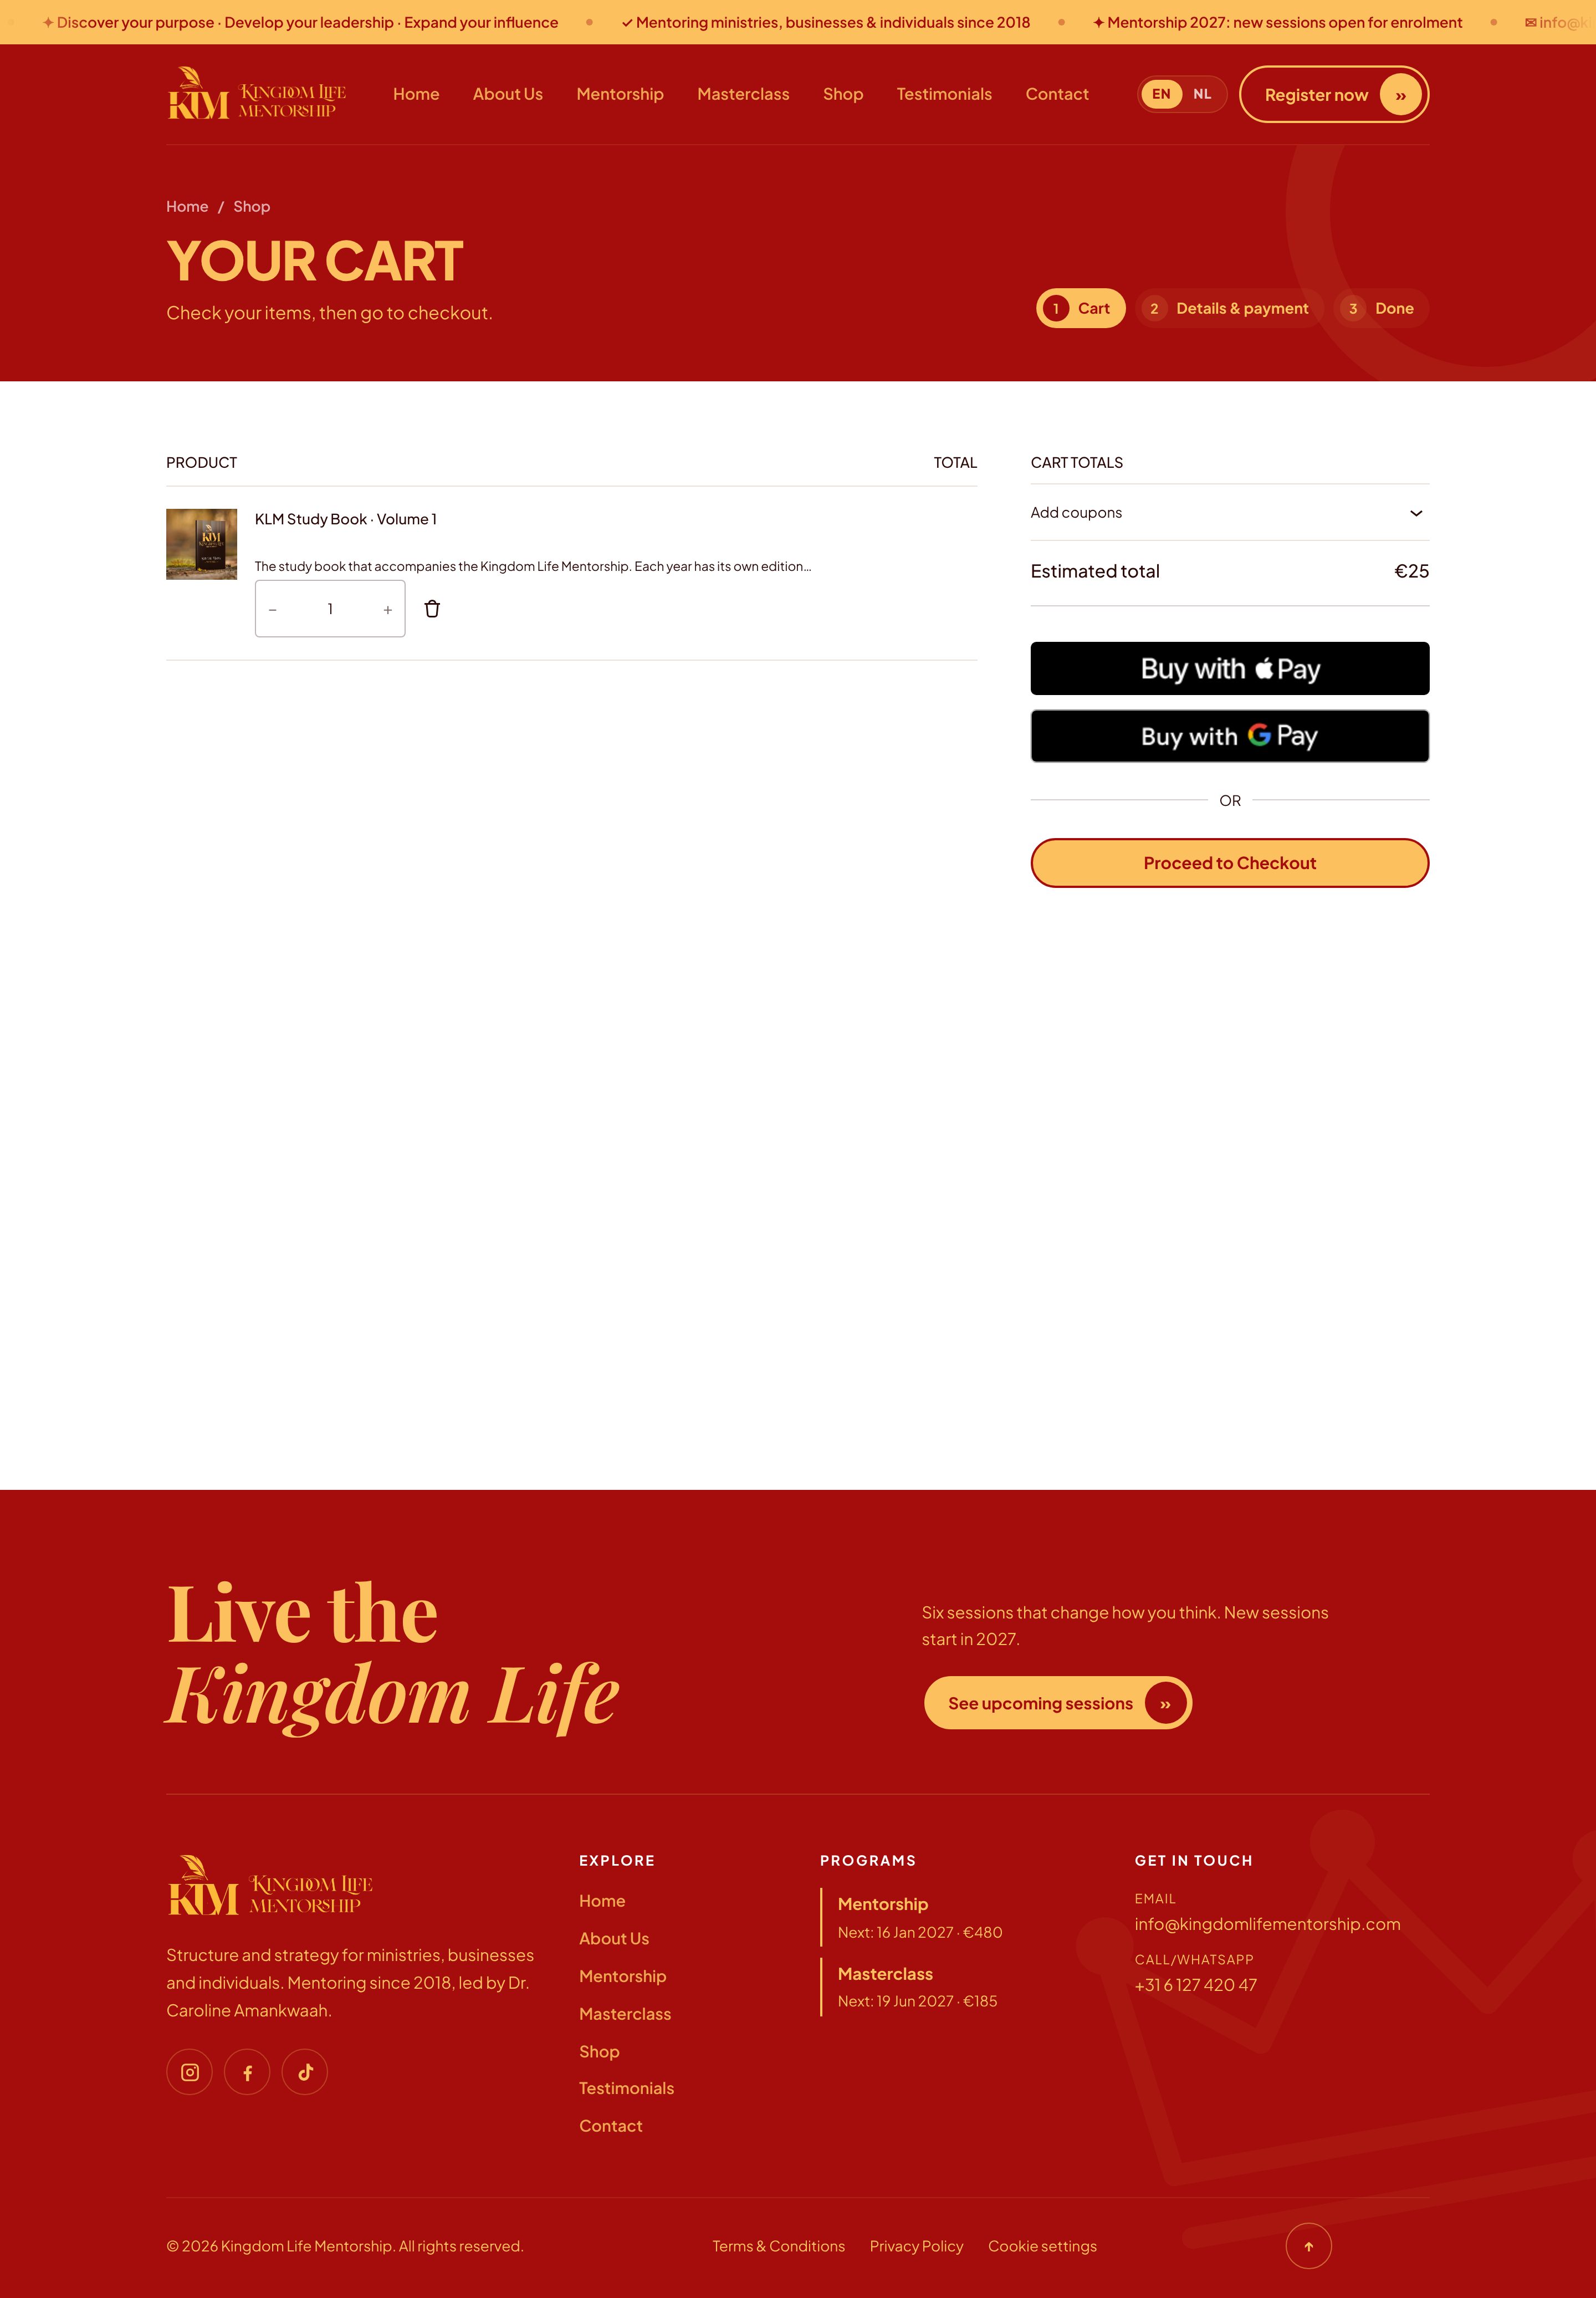 ✦ Discover your purpose · Develop your leadership · Expand your influence • ✓ Mentoring ministries, businesses & individuals since 2018 • ✦ Mentorship 2027: new sessions open for enrolment • ✉
KLM KINGDOM LIFE MENTORSHIP
Home About Us Mentorship Masterclass Shop Testimonials Contact EN NL Register now »
Home / Shop
YOUR CART
Check your items, then go to checkout.
1 Cart 2 Details & payment 3 Done
PRODUCT TOTAL
KLM Study Book · Volume 1
The study book that accompanies the Kingdom Life Mentorship. Each year has its own edition…
− 1 +
CART TOTALS
Add coupons
Estimated total €25
Buy with Pay
Buy with G Pay
OR
Proceed to Checkout
Live the
Kingdom Life
Six sessions that change how you think. New sessions
start in 2027.
See upcoming sessions »
KLM KINGDOM LIFE MENTORSHIP
Structure and strategy for ministries, businesses
and individuals. Mentoring since 2018, led by Dr.
Caroline Amankwaah.
EXPLORE
Home
About Us
Mentorship
Masterclass
Shop
Testimonials
Contact
PROGRAMS
Mentorship
Next: 16 Jan 2027 · €480
Masterclass
Next: 19 Jun 2027 · €185
GET IN TOUCH
EMAIL
info@kingdomlifementorship.com
CALL/WHATSAPP
+31 6 127 420 47
© 2026 Kingdom Life Mentorship. All rights reserved.
Terms & Conditions Privacy Policy Cookie settings